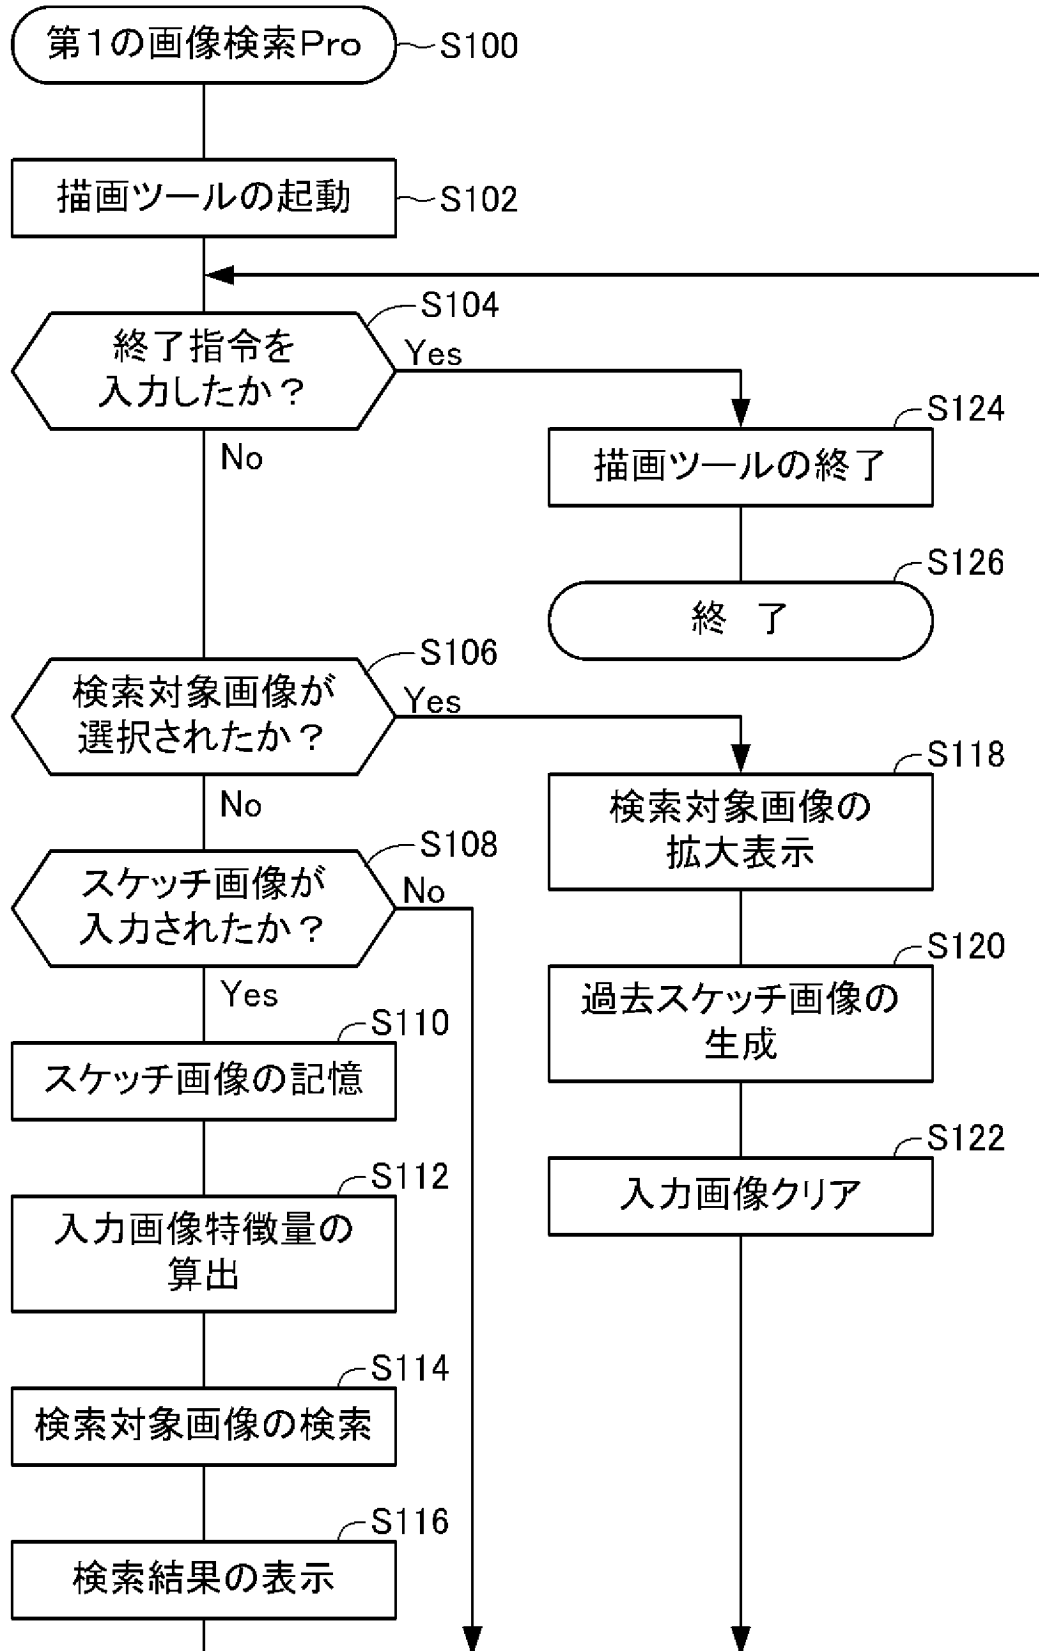 第1の画像検索Pro
S100
描画ツールの起動
S102
S104
終了指令を
入力したか？
Yes
No
S124
描画ツールの終了
S126
終 了
S106
検索対象画像が
選択されたか？
Yes
No
S118
検索対象画像の
拡大表示
S108
スケッチ画像が
入力されたか？
No
Yes
S120
過去スケッチ画像の
生成
S110
スケッチ画像の記憶
S122
入力画像クリア
S112
入力画像特徴量の
算出
S114
検索対象画像の検索
S116
検索結果の表示